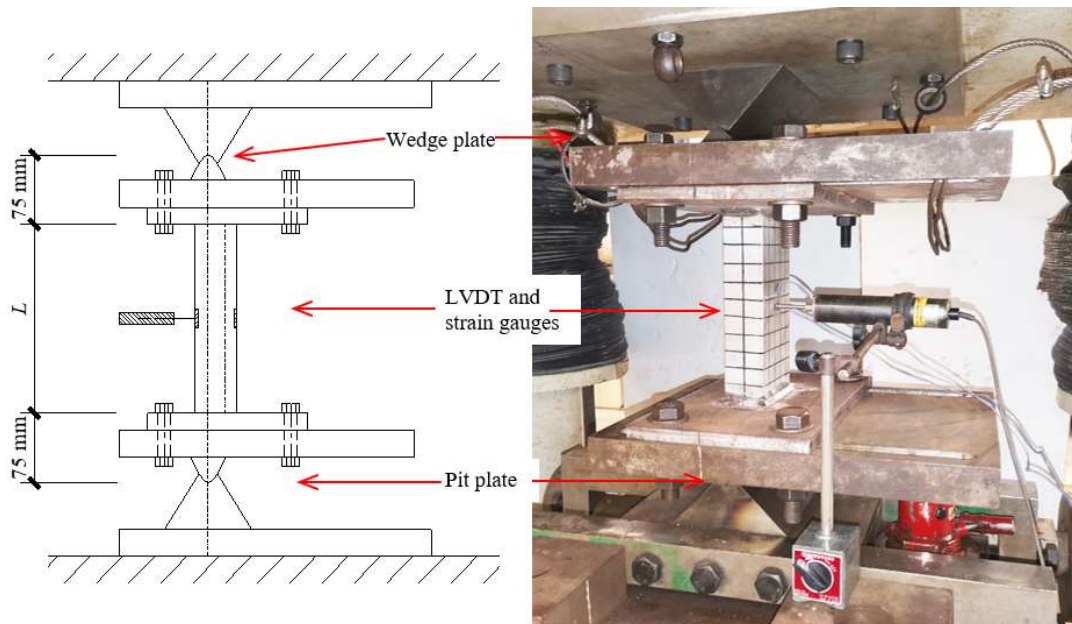 Wedge plate
75 mm
L
LVDT and
strain gauges
75 mm
Pit plate